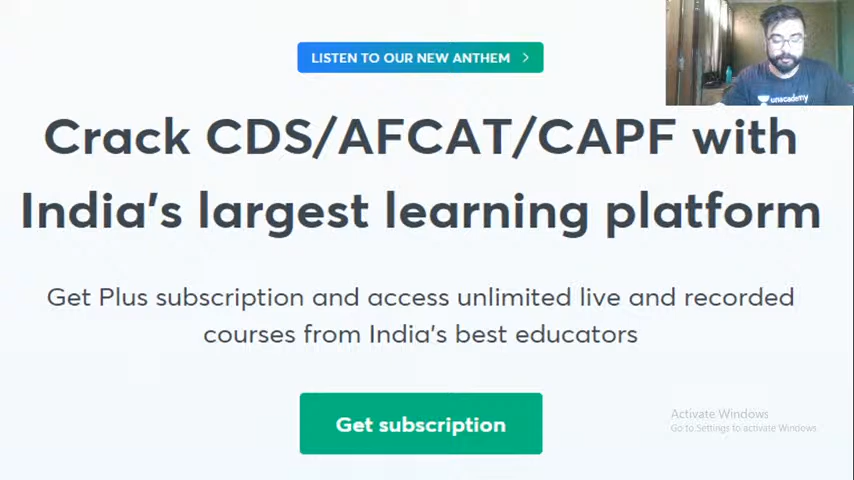 LISTEN TO OUR NEW ANTHEM >
unacademy
Crack CDS/AFCAT/CAPF with
India's largest learning platform
Get Plus subscription and access unlimited live and recorded
courses from India's best educators
Get subscription
Activate Windows
Go to Settings to activate Windows.